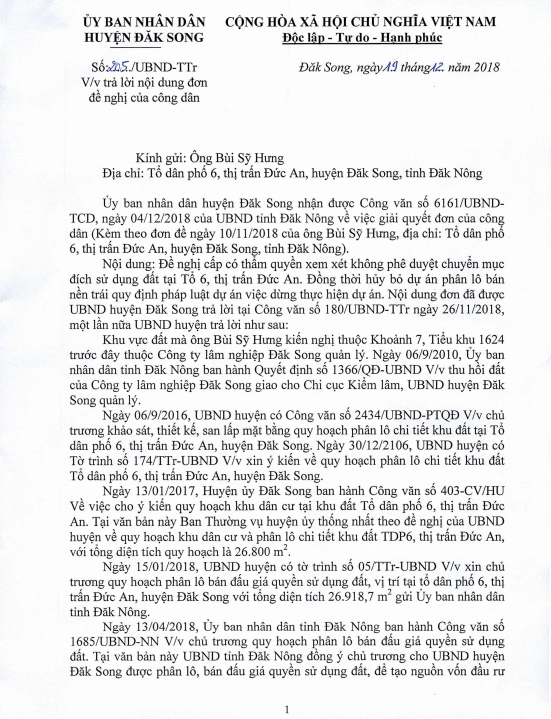 ỦY BAN NHÂN DÂN
HUYỆN ĐĂK SONG
CỘNG HÒA XÃ HỘI CHỦ NGHĨA VIỆT NAM
Độc lập - Tự do - Hạnh phúc
Số:205./UBND-TTr
V/v trả lời nội dung đơn
đề nghị của công dân
Đăk Song, ngày 19 tháng 12. năm 2018
Kính gửi: Ông Bùi Sỹ Hưng
Địa chỉ: Tổ dân phố 6, thị trấn Đức An, huyện Đăk Song, tỉnh Đăk Nông
Ủy ban nhân dân huyện Đăk Song nhận được Công văn số 6161/UBND-
TCD, ngày 04/12/2018 của UBND tỉnh Đăk Nông về việc giải quyết đơn của công
dân (Kèm theo đơn đề ngày 10/11/2018 của ông Bùi Sỹ Hưng, địa chỉ: Tổ dân phố
6, thị trấn Đức An, huyện Đăk Song, tỉnh Đăk Nông).
Nội dung: Đề nghị cấp có thẩm quyền xem xét không phê duyệt chuyển mục
đích sử dụng đất tại Tổ 6, thị trấn Đức An. Đồng thời hủy bỏ dự án phân lô bán
nền trái quy định pháp luật dự án việc dừng thực hiện dự án. Nội dung đơn đã được
UBND huyện Đăk Song trả lời tại Công văn số 180/UBND-TTr ngày 26/11/2018,
một lần nữa UBND huyện trả lời như sau:
Khu vực đất mà ông Bùi Sỹ Hưng kiến nghị thuộc Khoảnh 7, Tiểu khu 1624
trước đây thuộc Công ty lâm nghiệp Đăk Song quản lý. Ngày 06/9/2010, Ủy ban
nhân dân tỉnh Đăk Nông ban hành Quyết định số 1366/QĐ-UBND V/v thu hồi đất
của Công ty lâm nghiệp Đăk Song giao cho Chi cục Kiểm lâm, UBND huyện Đăk
Song quản lý.
Ngày 06/9/2016, UBND huyện có Công văn số 2434/UBND-PTQĐ V/v chủ
trương khảo sát, thiết kế, san lấp mặt bằng quy hoạch phân lô chi tiết khu đất tại Tổ
dân phố 6, thị trấn Đức An, huyện Đăk Song. Ngày 30/12/2106, UBND huyện có
Tờ trình số 174/TTr-UBND V/v xin ý kiến về quy hoạch phân lô chi tiết khu đất
Tổ dân phố 6, thị trấn Đức An, huyện Đăk Song.
Ngày 13/01/2017, Huyện ủy Đăk Song ban hành Công văn số 403-CV/HU
Về việc cho ý kiến quy hoạch khu dân cư tại khu đất Tổ dân phố 6, thị trấn Đức
An. Tại văn bản này Ban Thường vụ huyện ủy thống nhất theo đề nghị của UBND
huyện về quy hoạch khu dân cư và phân lô chi tiết khu đất TDP6, thị trấn Đức An,
với tổng diện tích quy hoạch là 26.800 m².
Ngày 15/01/2018, UBND huyện có tờ trình số 05/TTr-UBND V/v xin chủ
trương quy hoạch phân lô bán đấu giá quyền sử dụng đất, vị trí tại tổ dân phố 6, thị
trấn Đức An, huyện Đăk Song với tổng diện tích 26.918,7 m² gửi Ủy ban nhân dân
tỉnh Đăk Nông.
Ngày 13/04/2018, Ủy ban nhân dân tỉnh Đăk Nông ban hành Công văn số
1685/UBND-NN V/v chủ trương quy hoạch phân lô bán đấu giá quyền sử dụng
đất. Tại văn bản này UBND tỉnh Đăk Nông đồng ý chủ trương cho UBND huyện
Đăk Song được phân lô, bán đấu giá quyền sử dụng đất, để tạo nguồn vốn đầu rư
1